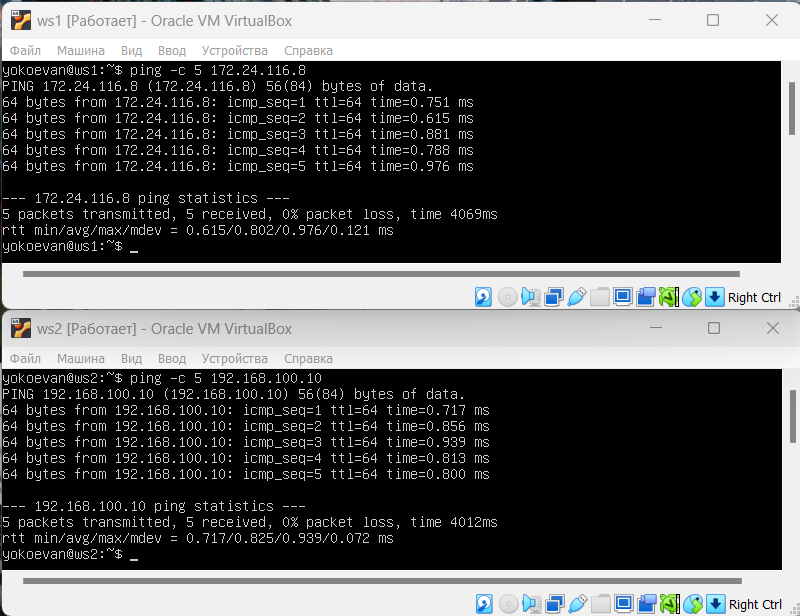 ws1 [Работает] - Oracle VM VirtualBox
Файл Машина Вид Ввод Устройства Справка
yokoevan@ws1:~$ ping -c 5 172.24.116.8
PING 172.24.116.8 (172.24.116.8) 56(84) bytes of data.
64 bytes from 172.24.116.8: icmp_seq=1 ttl=64 time=0.751 ms
64 bytes from 172.24.116.8: icmp_seq=2 ttl=64 time=0.615 ms
64 bytes from 172.24.116.8: icmp_seq=3 ttl=64 time=0.881 ms
64 bytes from 172.24.116.8: icmp_seq=4 ttl=64 time=0.788 ms
64 bytes from 172.24.116.8: icmp_seq=5 ttl=64 time=0.976 ms
--- 172.24.116.8 ping statistics ---
5 packets transmitted, 5 received, 0% packet loss, time 4069ms
rtt min/avg/max/mdev = 0.615/0.802/0.976/0.121 ms
yokoevan@ws1:~$ _
Right Ctrl
ws2 [Работает] - Oracle VM VirtualBox
Файл Машина Вид Ввод Устройства Справка
yokoevan@ws2:~$ ping -c 5 192.168.100.10
PING 192.168.100.10 (192.168.100.10) 56(84) bytes of data.
64 bytes from 192.168.100.10: icmp_seq=1 ttl=64 time=0.717 ms
64 bytes from 192.168.100.10: icmp_seq=2 ttl=64 time=0.856 ms
64 bytes from 192.168.100.10: icmp_seq=3 ttl=64 time=0.939 ms
64 bytes from 192.168.100.10: icmp_seq=4 ttl=64 time=0.813 ms
64 bytes from 192.168.100.10: icmp_seq=5 ttl=64 time=0.800 ms
--- 192.168.100.10 ping statistics ---
5 packets transmitted, 5 received, 0% packet loss, time 4012ms
rtt min/avg/max/mdev = 0.717/0.825/0.939/0.072 ms
yokoevan@ws2:~$ _
Right Ctrl